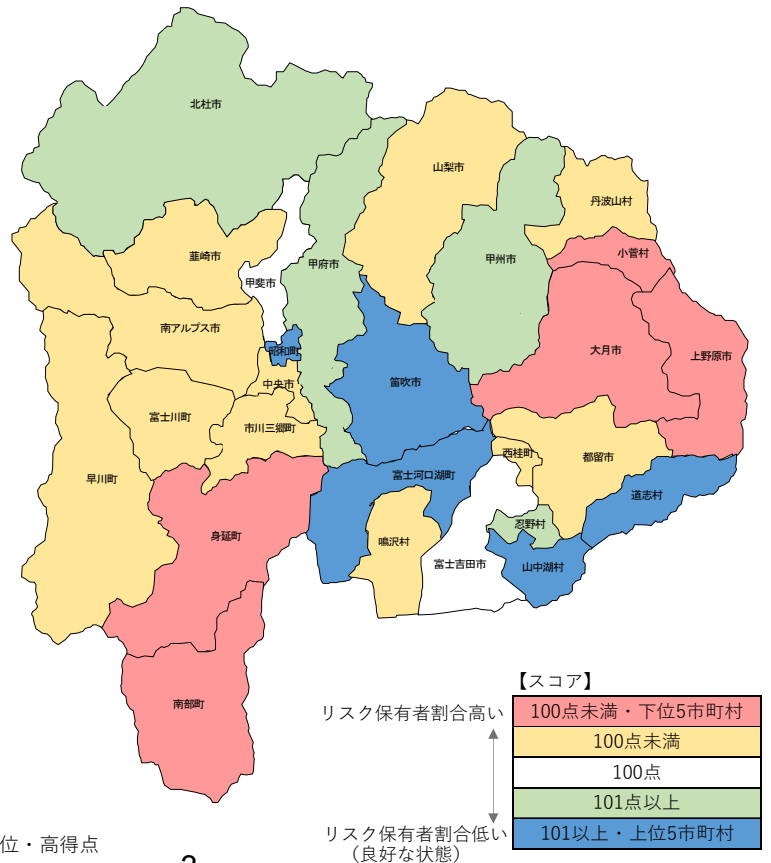 北杜市
山梨市
丹波山村
韮崎市
甲府市
甲州市
小菅村
甲斐市
南アルプス市
昭和町
大月市
上野原市
中央市
笛吹市
富士川町
市川三郷町
西桂町
都留市
早川町
富士河口湖町
道志村
身延町
忍野村
鳴沢村
富士吉田市
山中湖村
南部町
【スコア】
リスク保有者割合高い
100点未満・下位5市町村
100点未満
100点
101点以上
リスク保有者割合低い
(良好な状態)
101以上・上位5市町村
位・高得点